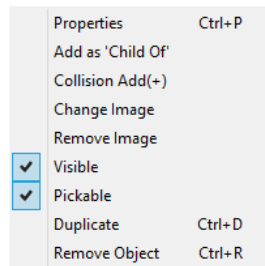 Properties Ctrl+P
Add as 'Child Of'
Collision Add(+)
Change Image
Remove Image
Visible
Pickable
Duplicate Ctrl+D
Remove Object Ctrl+R